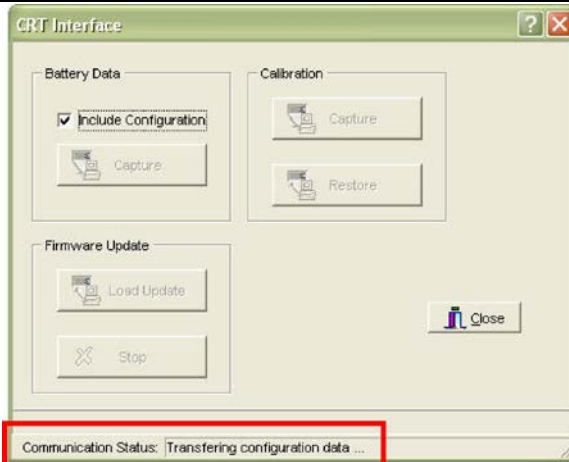 CRT Interface
Battery Data
Include Configuration
Capture
Calibration
Capture
Restore
Firmware Update
Load Update
Stop
Close
Communication Status: Transfering configuration data ...